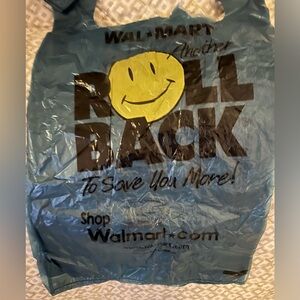 WAL★MART
Another
ROLL
BACK
To Save You More!
Shop
Walmart★com